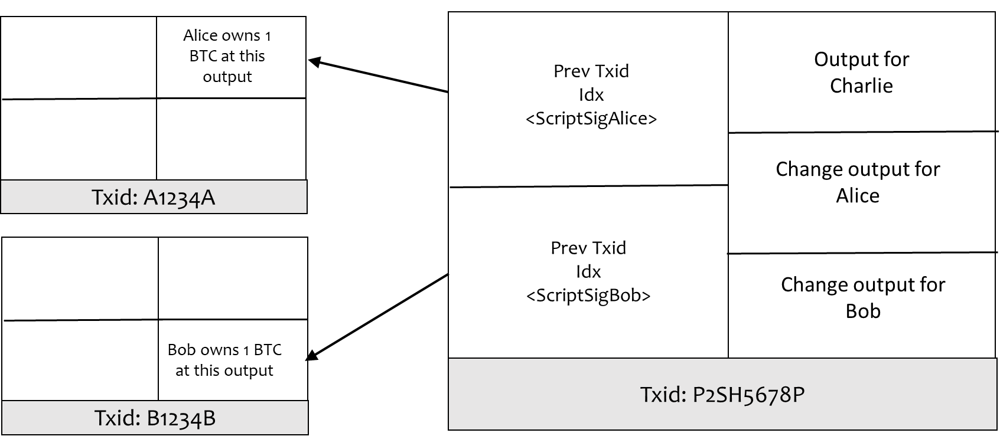 Alice owns 1
BTC at this
output
Txid: A1234A
Bob owns 1 BTC
at this output
Txid: B1234B
Prev Txid
Idx
<ScriptSigAlice>
Prev Txid
Idx
<ScriptSigBob>
Output for
Charlie
Change output for
Alice
Change output for
Bob
Txid: P2SH5678P